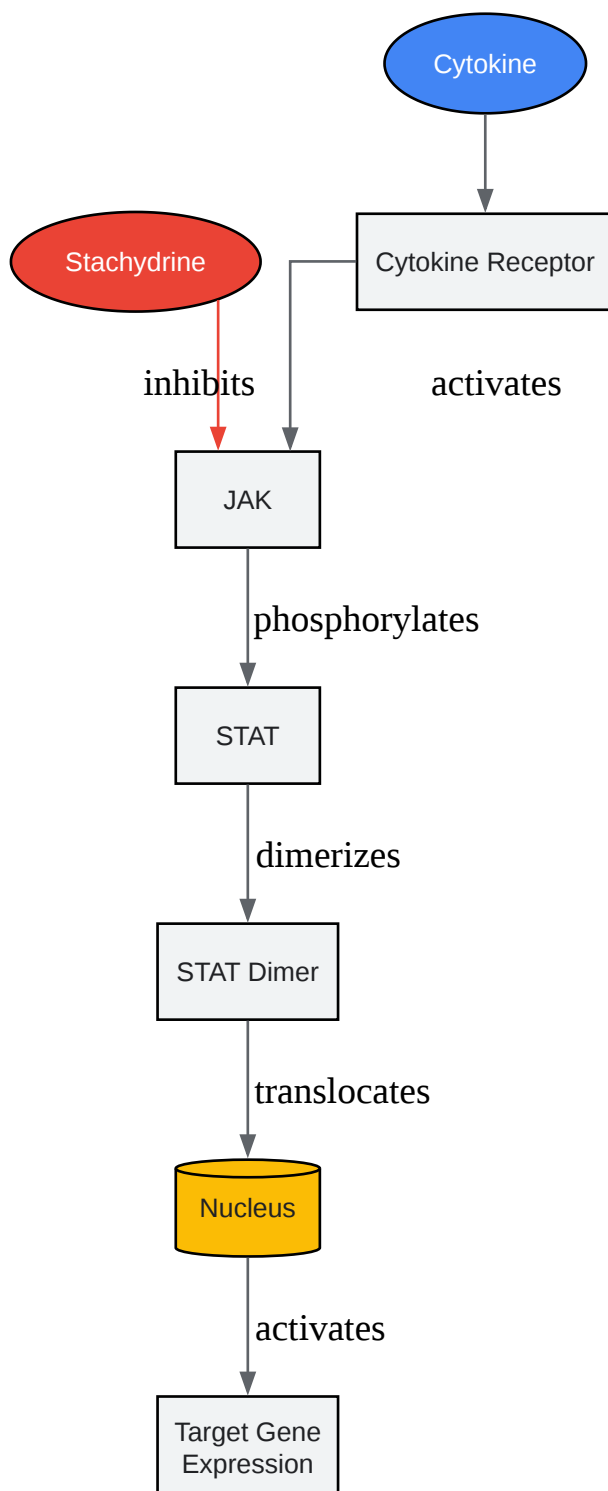 Cytokine
Stachydrine
Cytokine Receptor
inhibits
activates
JAK
phosphorylates
STAT
dimerizes
STAT Dimer
translocates
Nucleus
activates
Target Gene
Expression